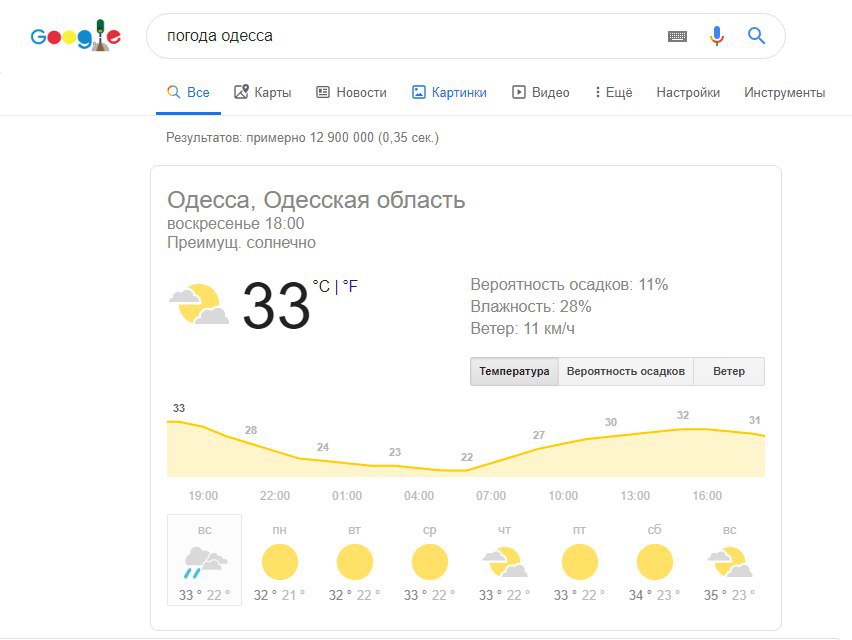 Google
погода одесса
Все Карты Новости Картинки Видео Ещё Настройки Инструменты
Результатов: примерно 12 900 000 (0,35 сек.)
Одесса, Одесская область
воскресенье 18:00
Преимущ. солнечно
33 °C | °F
Вероятность осадков: 11%
Влажность: 28%
Ветер: 11 км/ч
Температура Вероятность осадков Ветер
33 28 24 23 22 27 30 32 31
19:00 22:00 01:00 04:00 07:00 10:00 13:00 16:00
вс пн вт ср чт пт сб вс
33 ° 22 ° 32 ° 21 ° 32 ° 22 ° 33 ° 22 ° 33 ° 22 ° 33 ° 22 ° 34 ° 23 ° 35 ° 23 °